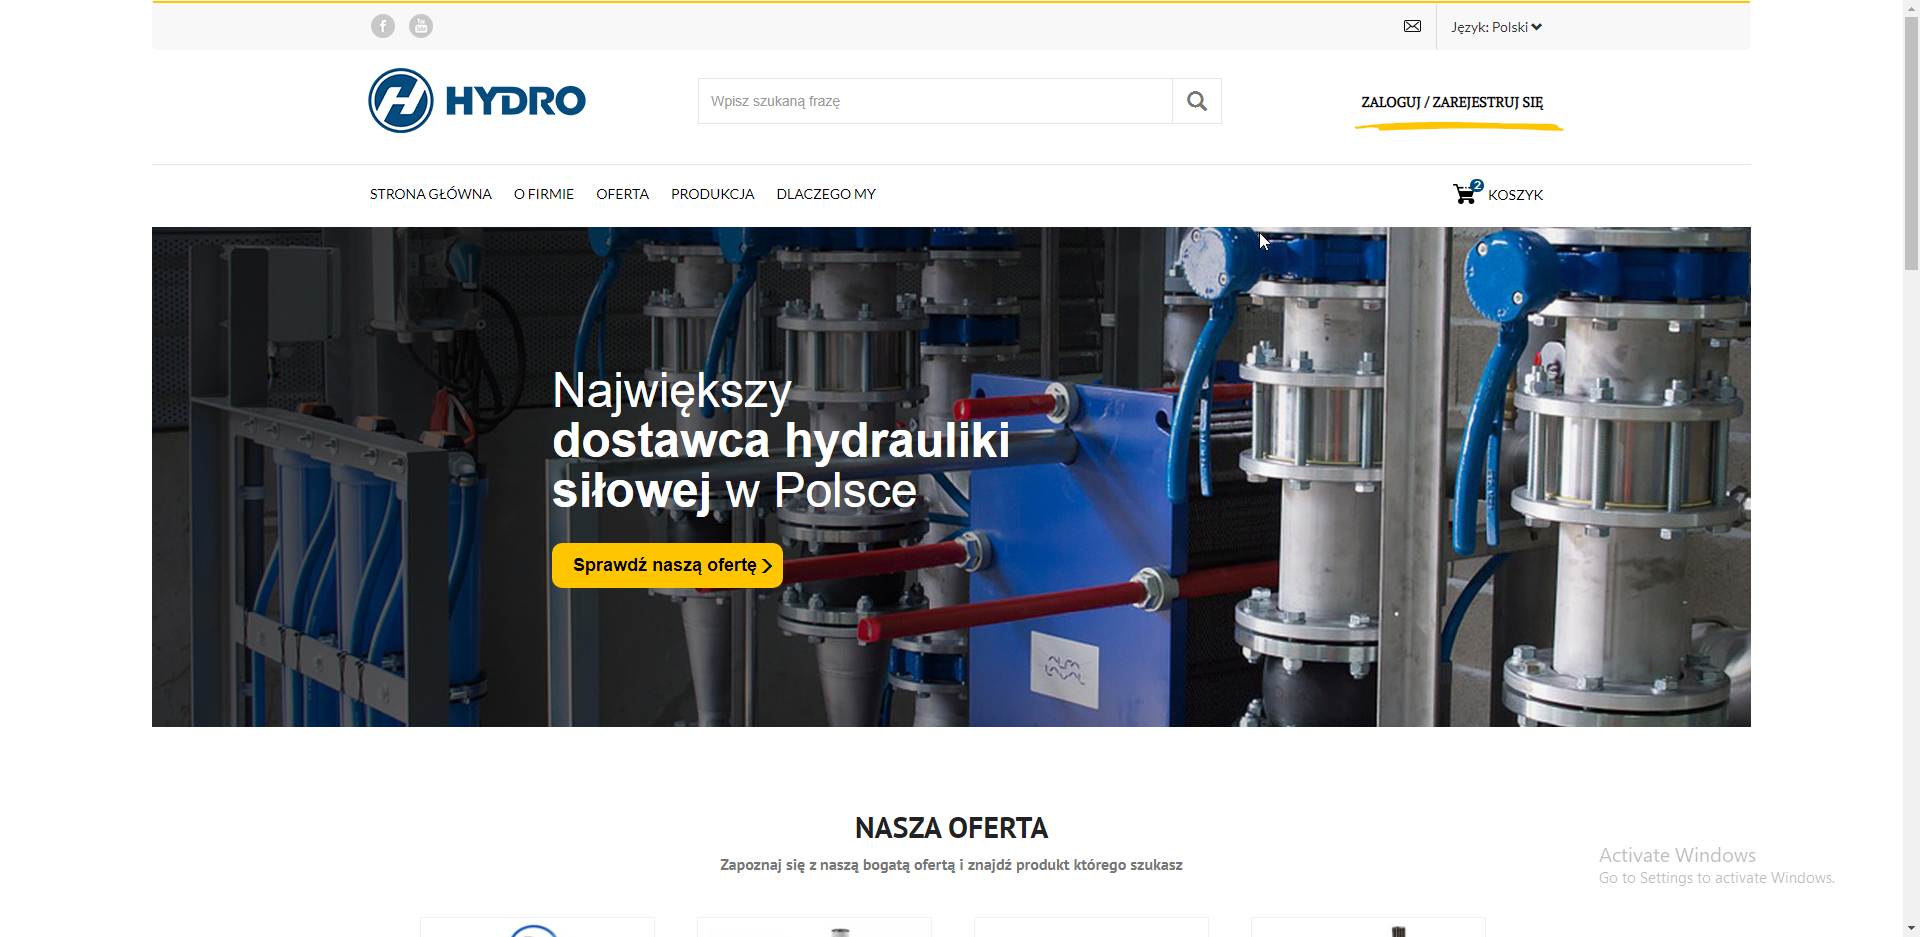 Język: Polski
HYDRO
Wpisz szukaną frazę
ZALOGUJ / ZAREJESTRUJ SIĘ
STRONA GŁÓWNA O FIRMIE OFERTA PRODUKCJA DLACZEGO MY
2 KOSZYK
Największy
dostawca hydrauliki
siłowej w Polsce
Sprawdź naszą ofertę
ALFA
LAVAL
NASZA OFERTA
Zapoznaj się z naszą bogatą ofertą i znajdź produkt którego szukasz
Activate Windows
Go to Settings to activate Windows.